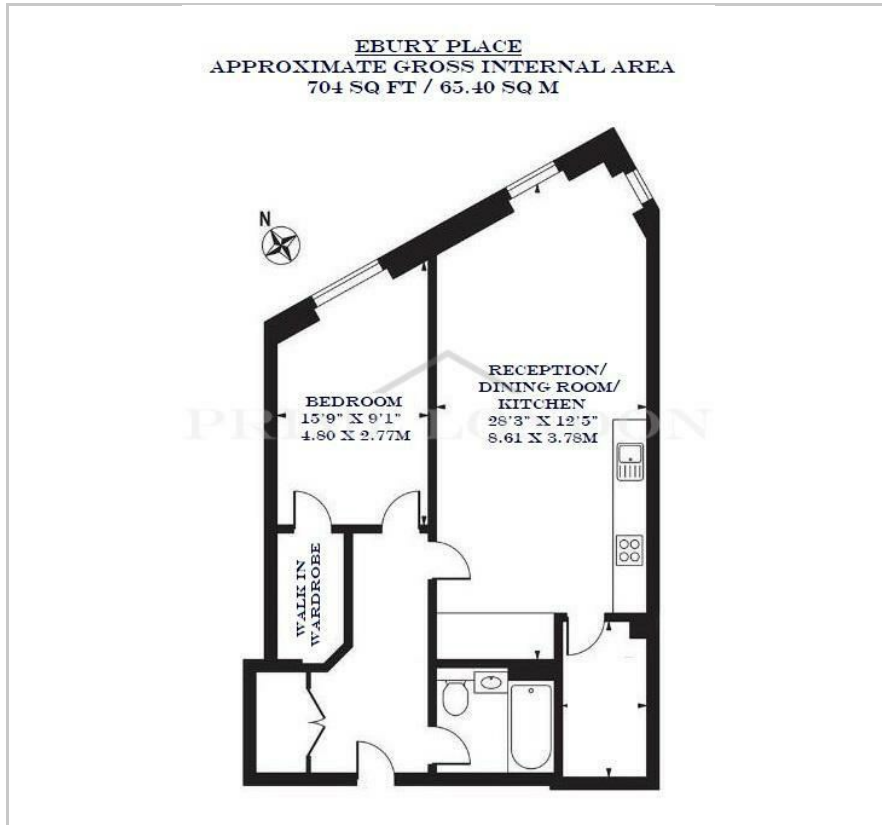 EBURY PLACE
APPROXIMATE GROSS INTERNAL AREA
704 SQ FT / 65.40 SQ M
N
RECEPTION/
DINING ROOM/
KITCHEN
28'3" X 12'5"
8.61 X 3.78M
BEDROOM
15'9" X 9'1"
4.80 X 2.77M
WALK IN
WARDROBE